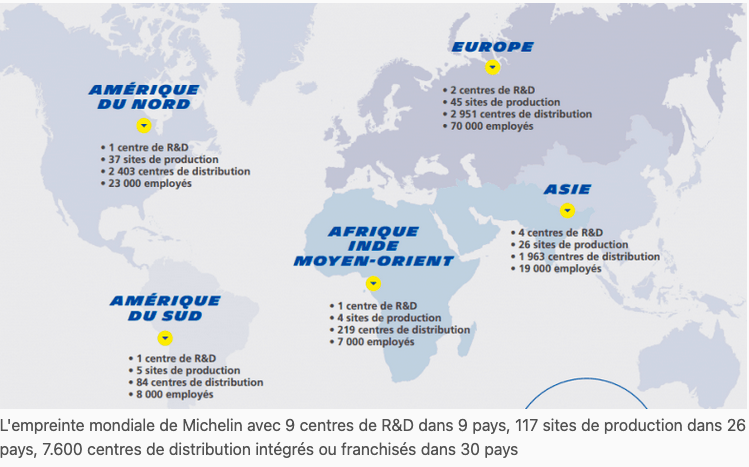 EUROPE
• 2 centres de R&D
• 45 sites de production
• 2 951 centres de distribution
• 70 000 employés
AMÉRIQUE
DU NORD
• 1 centre de R&D
• 37 sites de production
• 2 403 centres de distribution
• 23 000 employés
ASIE
• 4 centres de R&D
• 26 sites de production
• 1 963 centres de distribution
• 19 000 employés
AFRIQUE
INDE
MOYEN-ORIENT
• 1 centre de R&D
• 4 sites de production
• 219 centres de distribution
• 7 000 employés
AMÉRIQUE
DU SUD
• 1 centre de R&D
• 5 sites de production
• 84 centres de distribution
• 8 000 employés
L'empreinte mondiale de Michelin avec 9 centres de R&D dans 9 pays, 117 sites de production dans 26
pays, 7.600 centres de distribution intégrés ou franchisés dans 30 pays